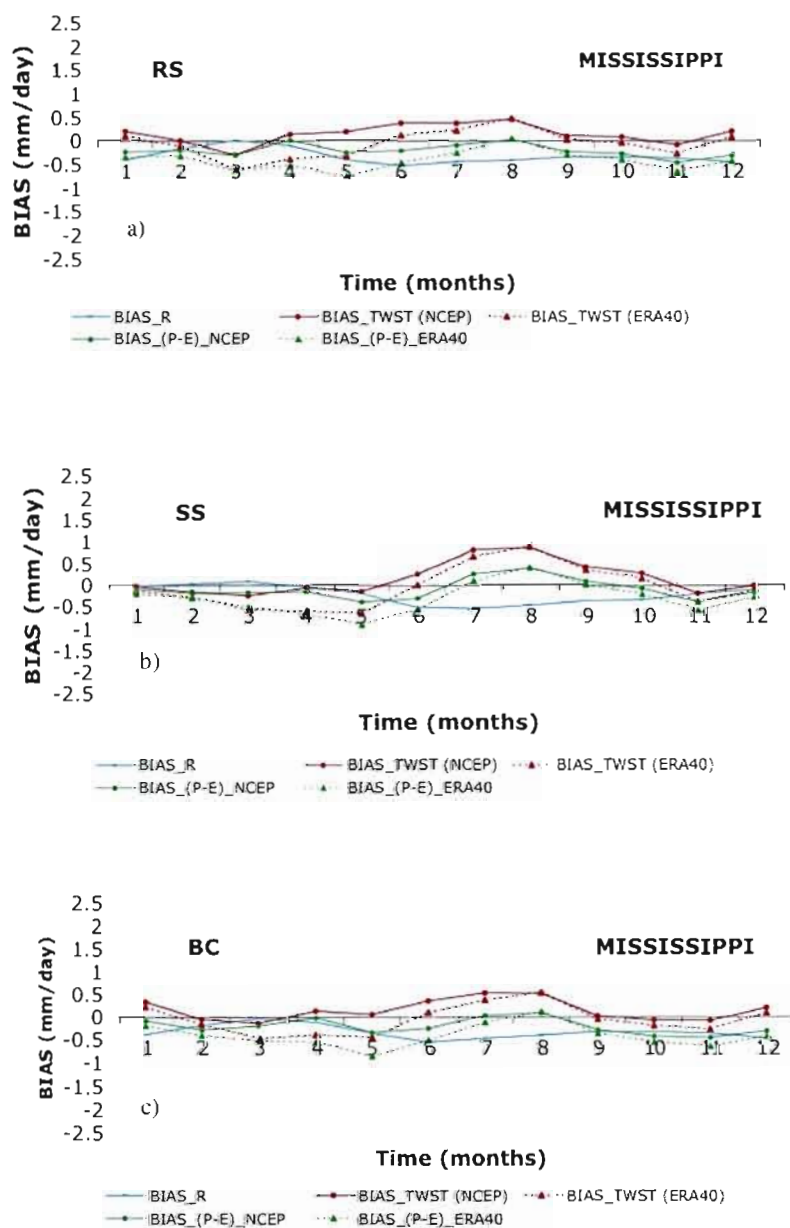 2.5
2
1.5
1
0.5
0
-0.5
-1
-1.5
-2
-2.5
BIAS (mm/day)
RS
MISSISSIPPI
1 2 3 4 5 6 7 8 9 10 11 12
a)
Time (months)
BIAS_R BIAS_TWST (NCEP) BIAS_TWST (ERA40)
BIAS_(P-E)_NCEP BIAS_(P-E)_ERA40
2.5
2
1.5
1
0.5
0
-0.5
-1
-1.5
-2
-2.5
BIAS (mm/day)
SS
MISSISSIPPI
1 2 3 4 5 6 7 8 9 10 11 12
b)
Time (months)
BIAS_R BIAS_TWST (NCEP) BIAS_TWST (ERA40)
BIAS_(P-E)_NCEP BIAS_(P-E)_ERA40
2.5
2
1.5
1
0.5
0
-0.5
-1
-1.5
-2
-2.5
BIAS (mm/day)
BC
MISSISSIPPI
1 2 3 4 5 6 7 8 9 10 11 12
c)
Time (months)
BIAS_R BIAS_TWST (NCEP) BIAS_TWST (ERA40)
BIAS_(P-E)_NCEP BIAS_(P-E)_ERA40